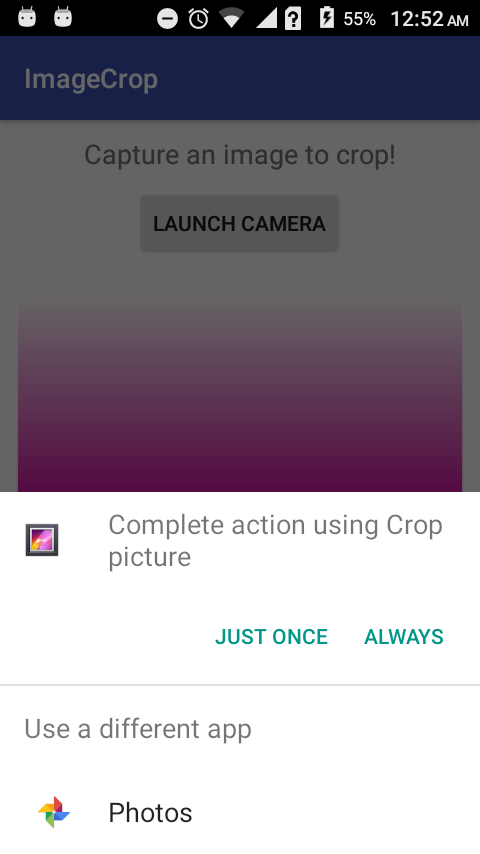 55% 12:52 AM
ImageCrop
Capture an image to crop!
LAUNCH CAMERA
Complete action using Crop
picture
JUST ONCE ALWAYS
Use a different app
Photos